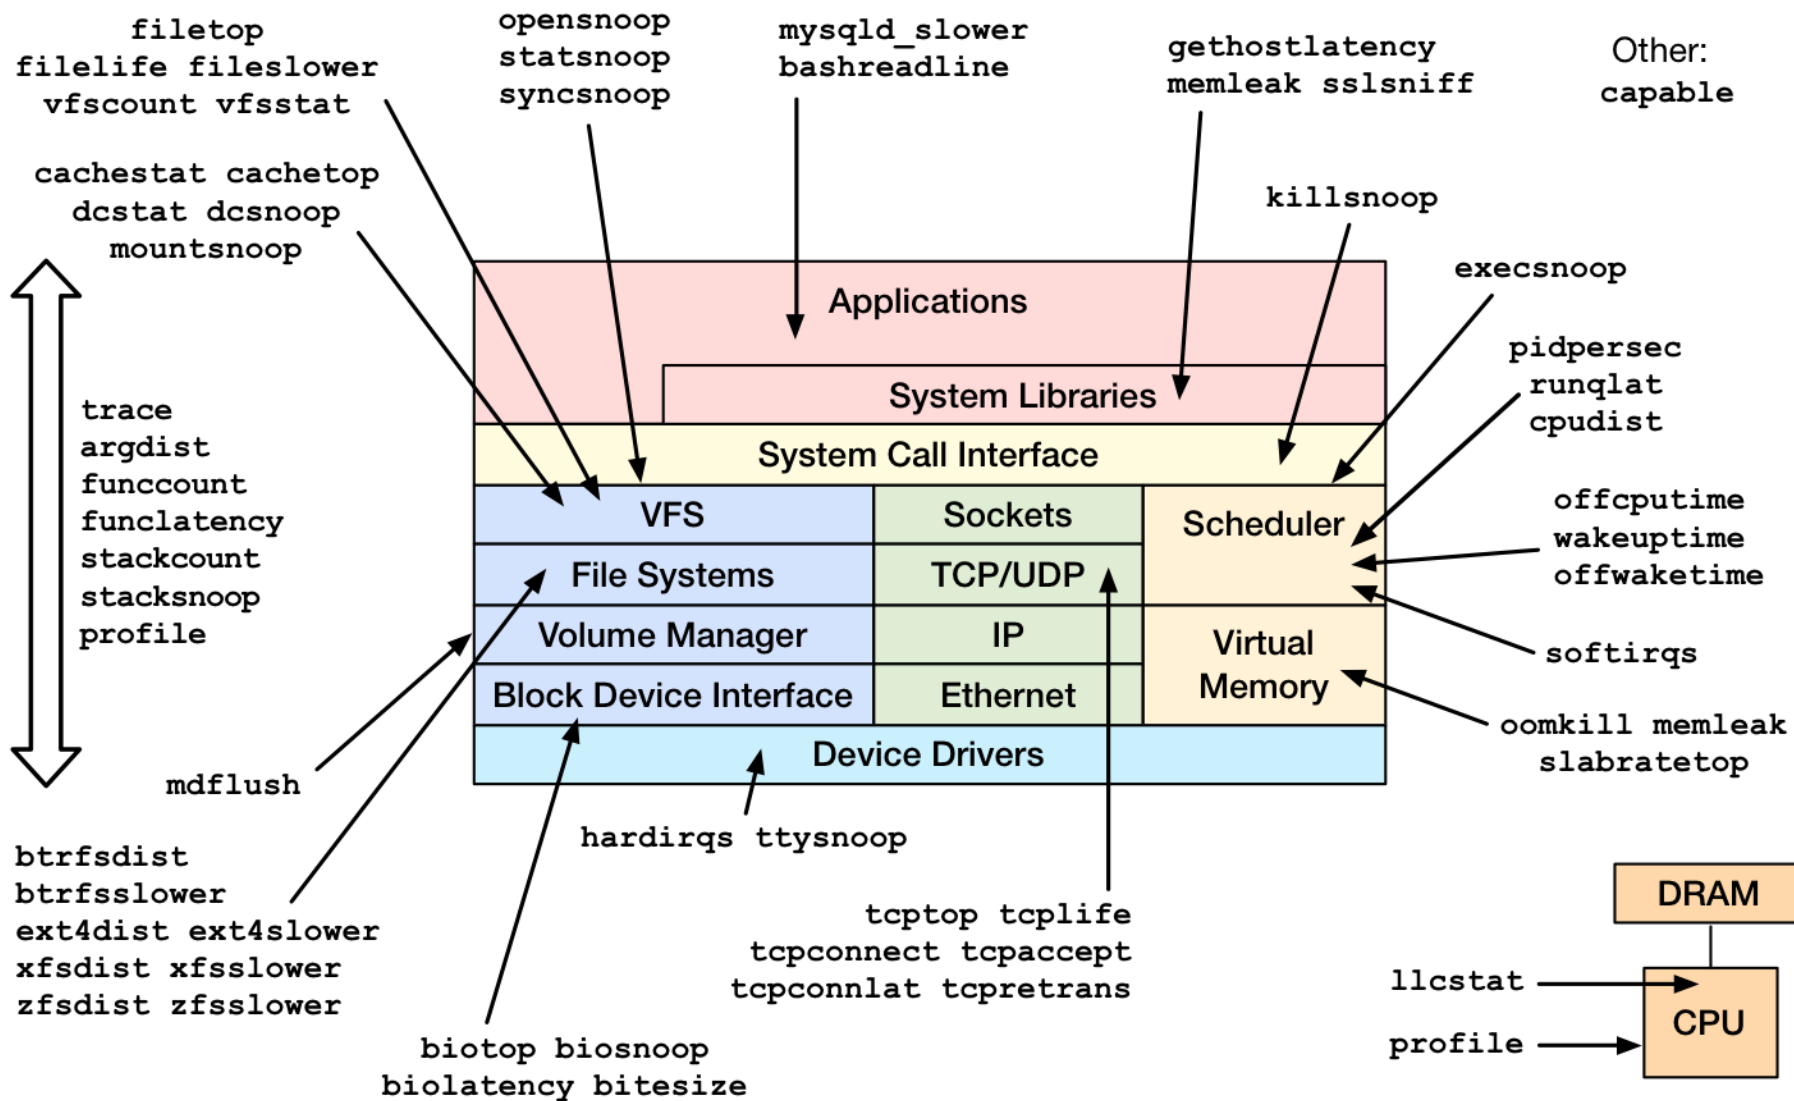 filetop
filelife fileslower
vfscount vfsstat
opensnoop
statsnoop
syncsnoop
mysqld_slower
bashreadline
gethostlatency
memleak sslsniff
Other:
capable
cachestat cachetop
dcstat dcsnoop
mountsnoop
killsnoop
execsnoop
pidpersec
runqlat
cpudist
offcputime
wakeuptime
offwaketime
softirqs
oomkill memleak
slabratetop
trace
argdist
funccount
funclatency
stackcount
stacksnoop
profile
Applications
System Libraries
System Call Interface
VFS
Sockets
Scheduler
File Systems
TCP/UDP
Volume Manager
IP
Virtual
Memory
Block Device Interface
Ethernet
Device Drivers
mdflush
hardirqs ttysnoop
btrfsdist
btrfsslower
ext4dist ext4slower
xfsdist xfsslower
zfsdist zfsslower
biotop biosnoop
biolatency bitesize
tcptop tcplife
tcpconnect tcpaccept
tcpconnlat tcpretrans
DRAM
llcstat
CPU
profile